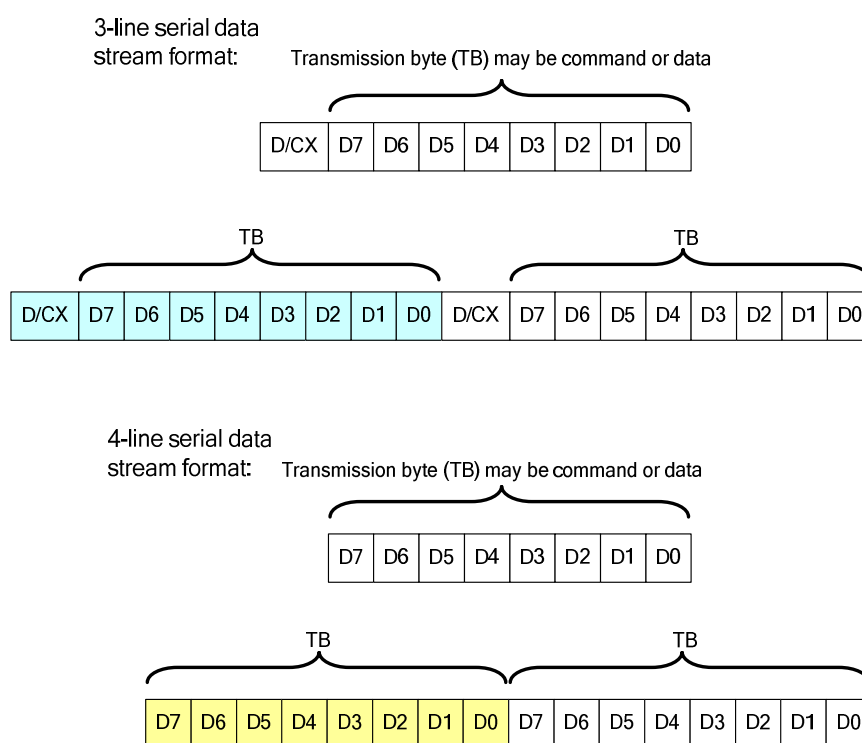 3-line serial data
stream format:
Transmission byte (TB) may be command or data
D/CX D7 D6 D5 D4 D3 D2 D1 D0
TB TB
D/CX D7 D6 D5 D4 D3 D2 D1 D0 D/CX D7 D6 D5 D4 D3 D2 D1 D0
4-line serial data
stream format:
Transmission byte (TB) may be command or data
D7 D6 D5 D4 D3 D2 D1 D0
TB TB
D7 D6 D5 D4 D3 D2 D1 D0 D7 D6 D5 D4 D3 D2 D1 D0